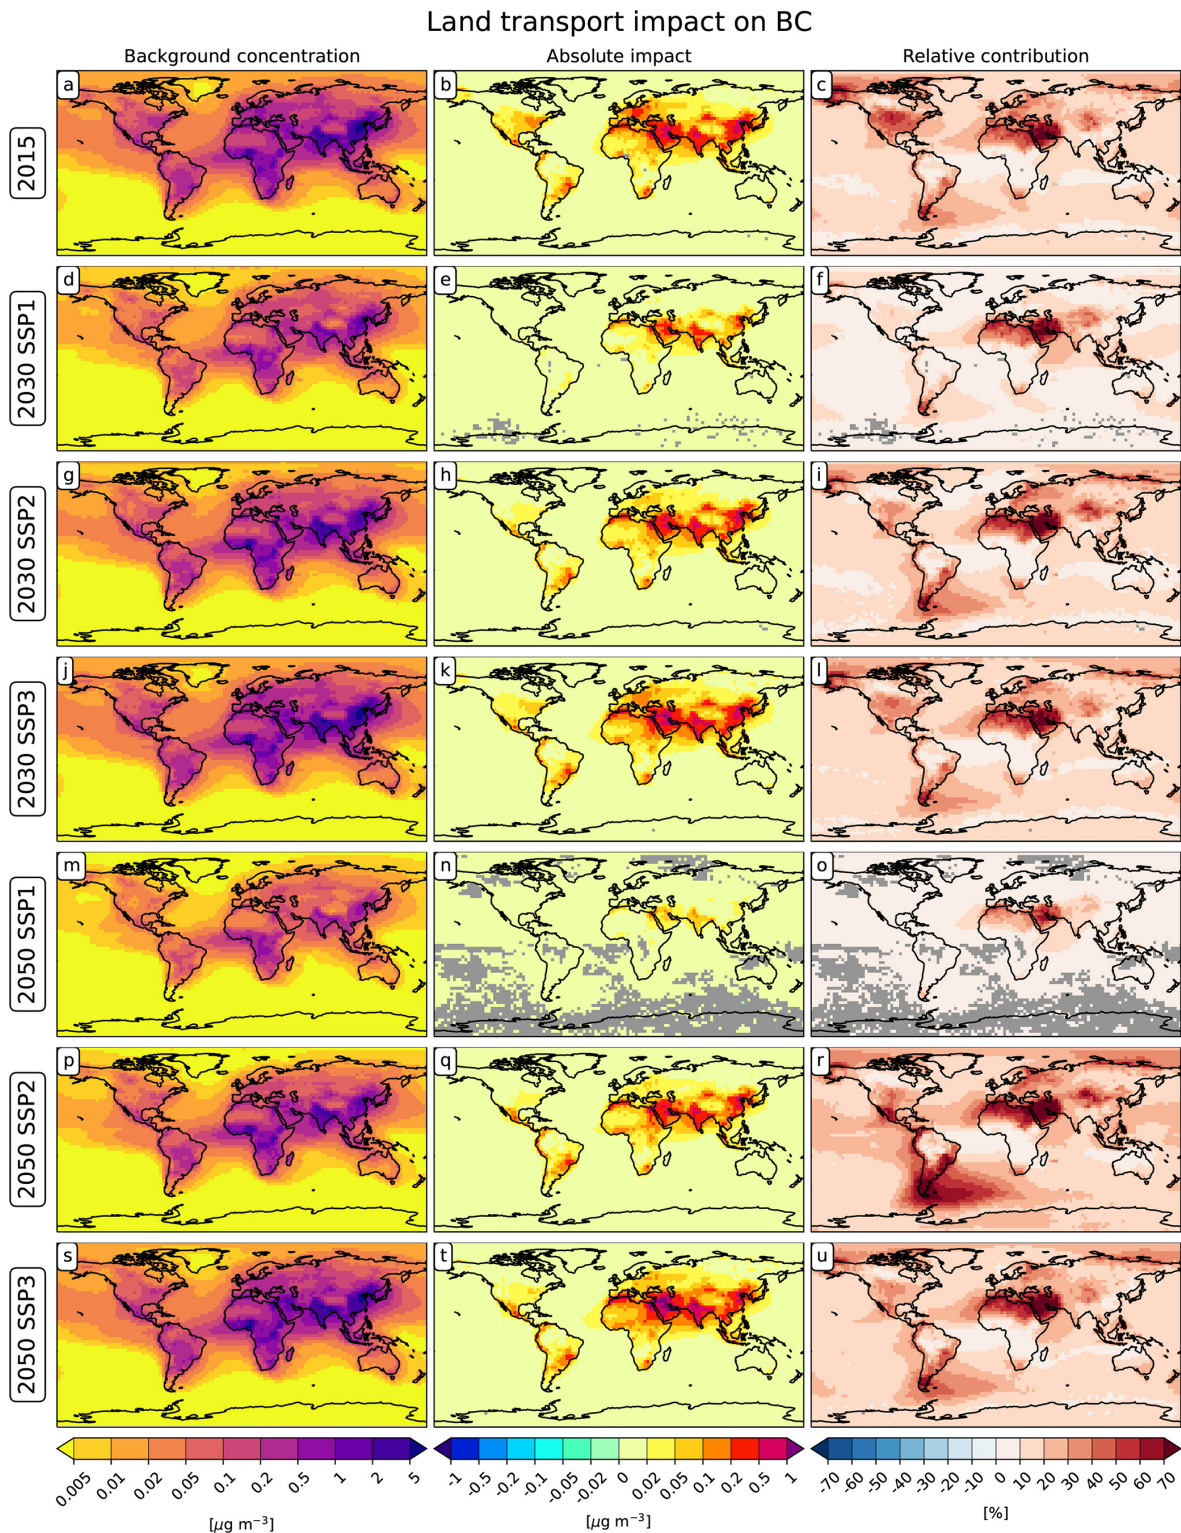 Land transport impact on BC
Background concentration
Absolute impact
Relative contribution
2015
a
b
c
2030 SSP1
d
e
f
2030 SSP2
g
h
i
2030 SSP3
j
k
l
2050 SSP1
m
n
o
2050 SSP2
p
q
r
2050 SSP3
s
t
u
0.005 0.01 0.02 0.05 0.1 0.2 0.5 1 2 5
[μg m⁻³]
-1 -0.5 -0.2 -0.1 -0.05 -0.02 0 0.02 0.05 0.1 0.2 0.5 1
[μg m⁻³]
-70 -60 -50 -40 -30 -20 -10 0 10 20 30 40 50 60 70
[%]